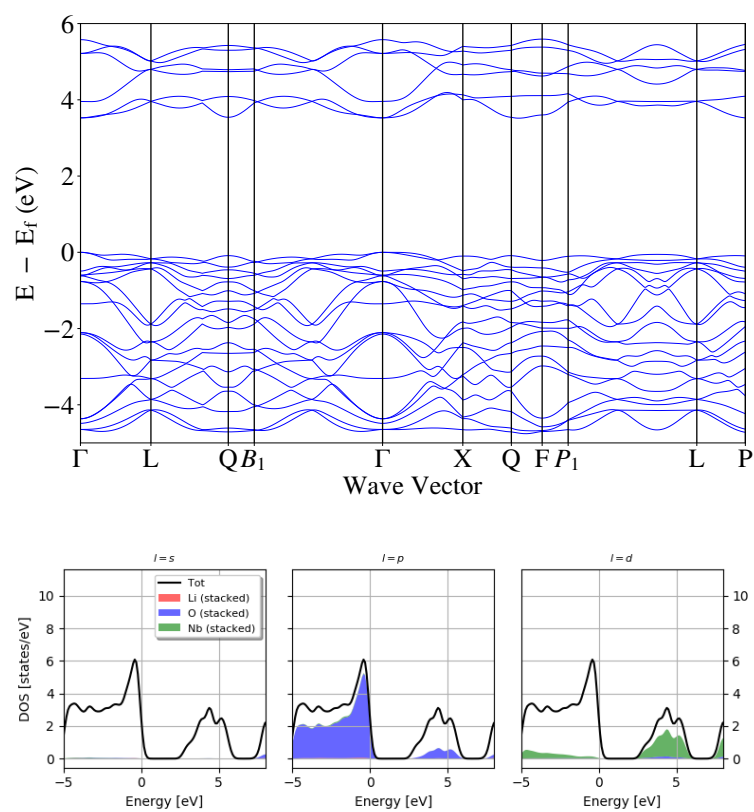 6
4
2
0
−2
−4
E − E_f (eV)
Γ L Q B_1 Γ X Q F P_1 L P
Wave Vector
l = s l = p l = d
Tot
Li (stacked)
O (stacked)
Nb (stacked)
10 10
8 8
6 6
4 4
2 2
0 0
DOS [states/eV]
−5 0 5 −5 0 5 −5 0 5
Energy [eV] Energy [eV] Energy [eV]